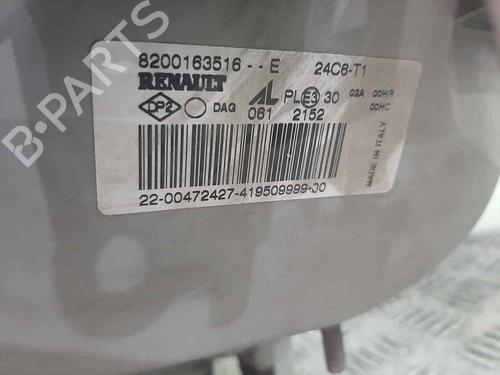 8200163516--E 24C6-T1
RENAULT
DP2 DAG AL PL E3 30 02A 00HR
061 2152 00HC
MADE IN ITALY
22-00472427-419509999-00
B-Parts